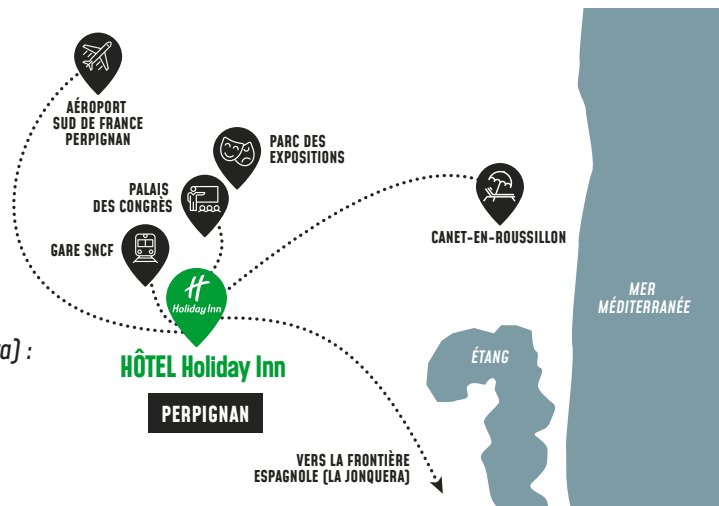 AÉROPORT
SUD DE FRANCE
PERPIGNAN
PARC DES
EXPOSITIONS
PALAIS
DES CONGRÈS
GARE SNCF
CANET-EN-ROUSSILLON
MER
MÉDITERRANÉE
H
Holiday Inn
ÉTANG
a) :
HÔTEL Holiday Inn
PERPIGNAN
VERS LA FRONTIÈRE
ESPAGNOLE (LA JONQUERA)